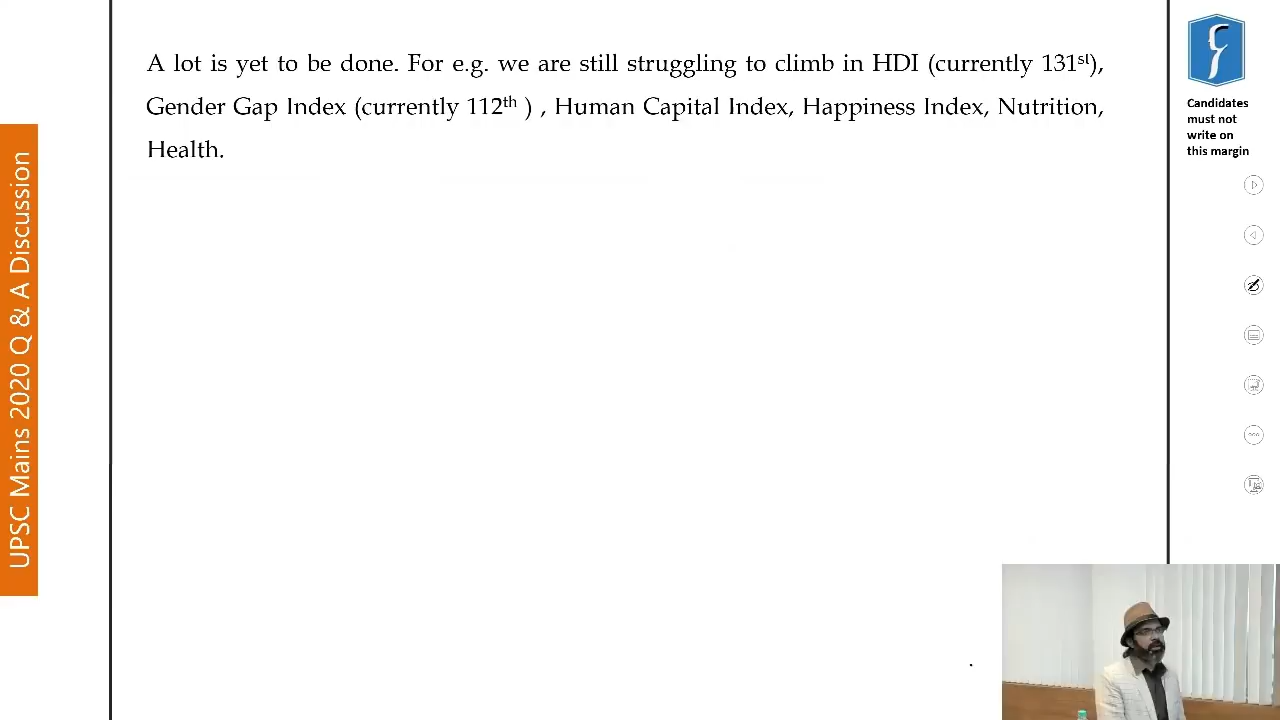 A lot is yet to be done. For e.g. we are still struggling to climb in HDI (currently 131st),
Gender Gap Index (currently 112th ) , Human Capital Index, Happiness Index, Nutrition,
Health.
Candidates
must not
write on
this margin
UPSC Mains 2020 Q & A Discussion